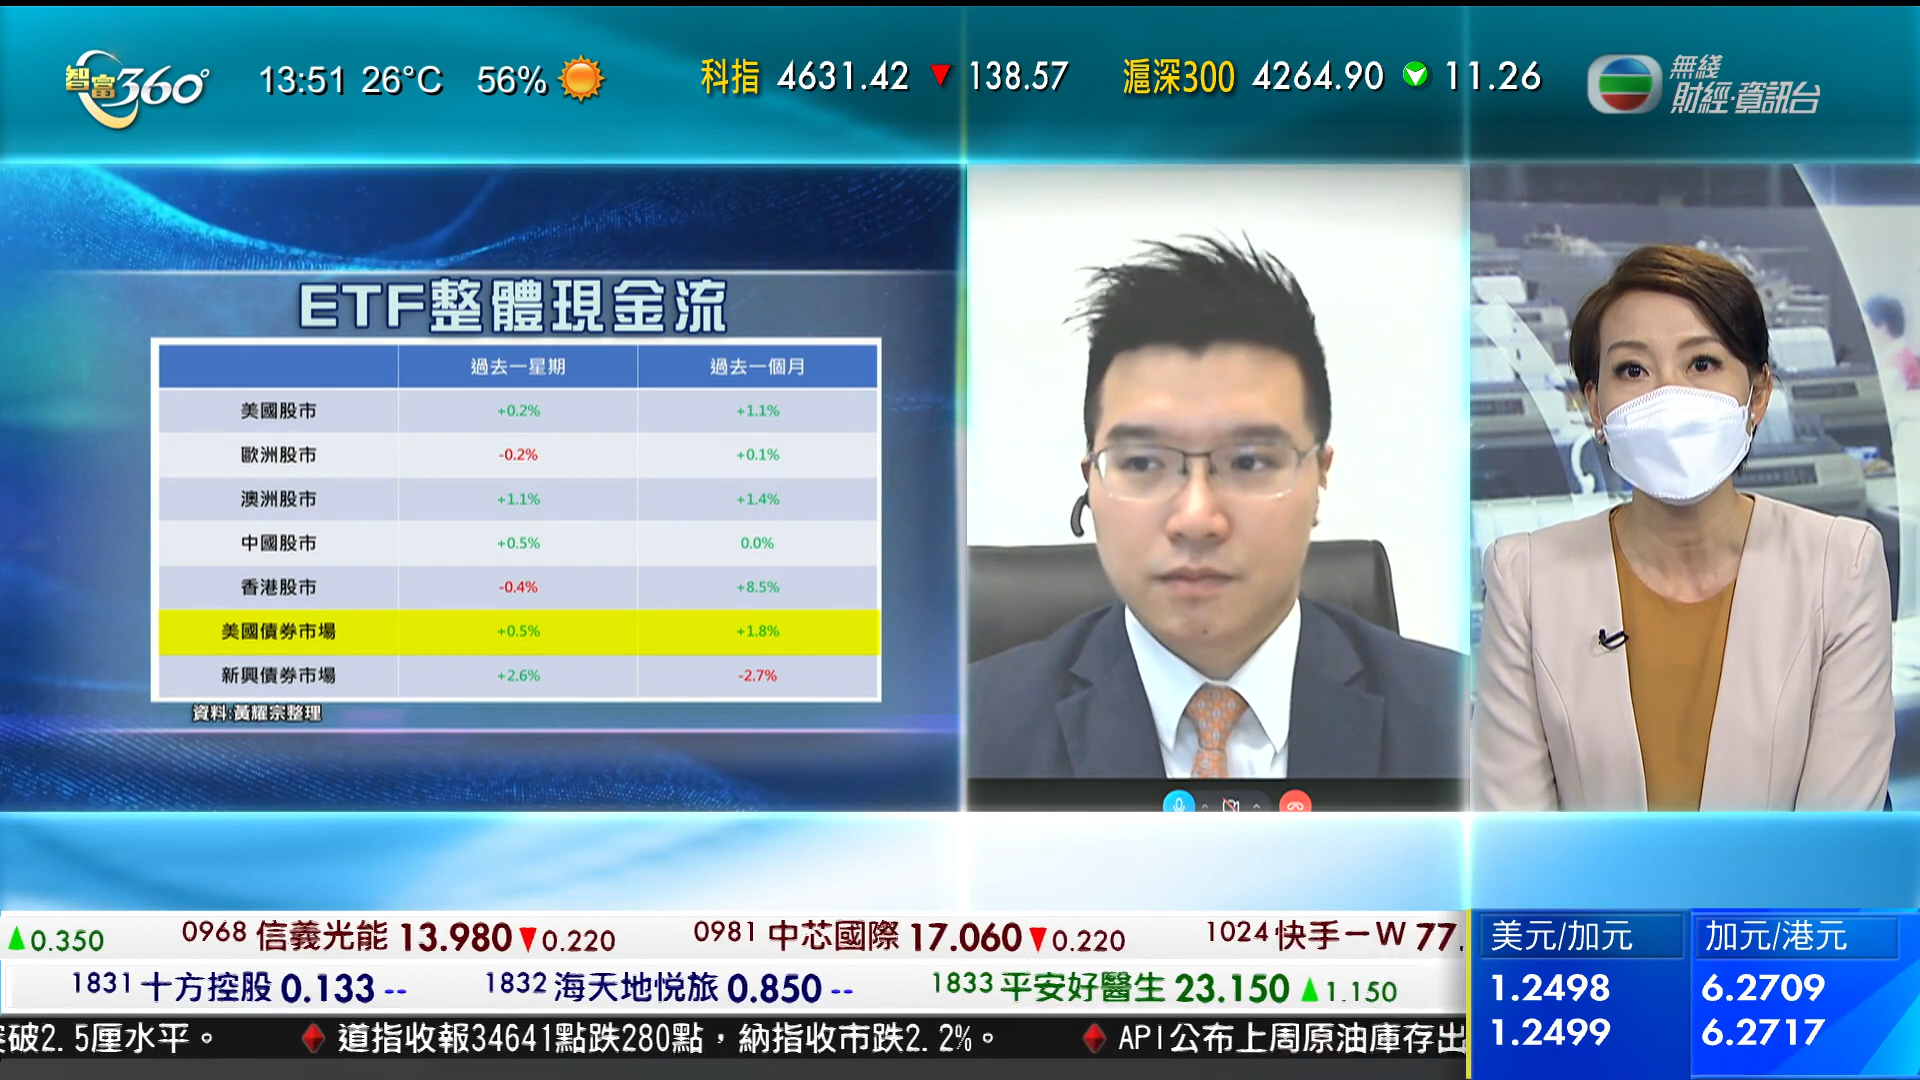 智富360°
13:51 26°C 56%
科指 4631.42 ▼ 138.57
滬深300 4264.90 11.26
無綫
財經·資訊台
ETF整體現金流
過去一星期 過去一個月
美國股市 +0.2% +1.1%
歐洲股市 -0.2% +0.1%
澳洲股市 +1.1% +1.4%
中國股市 +0.5% 0.0%
香港股市 -0.4% +8.5%
美國債券市場 +0.5% +1.8%
新興債券市場 +2.6% -2.7%
資料:黃耀宗整理
▲0.350 0968 信義光能 13.980 ▼0.220 0981 中芯國際 17.060 ▼0.220 1024 快手－W 77.
1831 十方控股 0.133 -- 1832 海天地悦旅 0.850 -- 1833 平安好醫生 23.150 ▲1.150
破2.5厘水平。 道指收報34641點跌280點，納指收市跌2.2%。 API公布上周原油庫存出
美元/加元
1.2498
1.2499
加元/港元
6.2709
6.2717